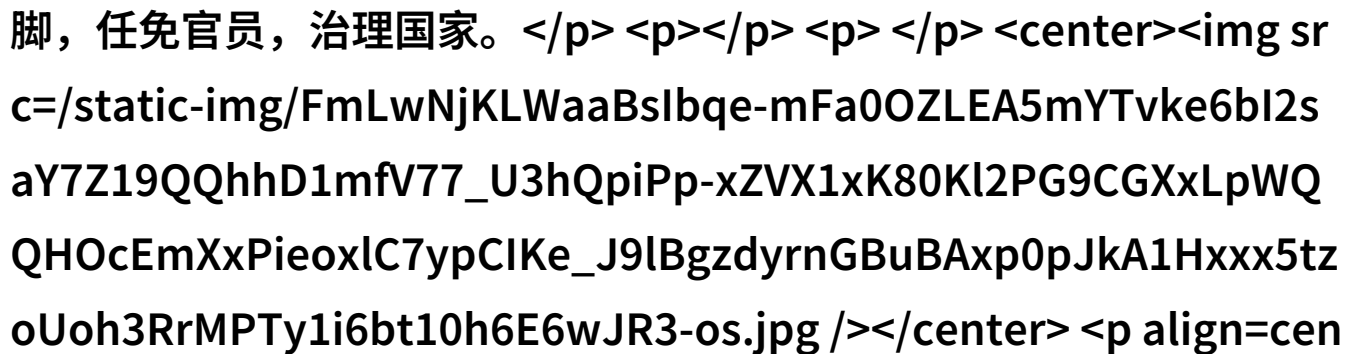 脚，任免官员，治理国家。</p> <p></p> <p> </p> <center><img sr
c=/static-img/FmLwNjKLWaaBsIbqe-mFa0OZLEA5mYTvke6bI2s
aY7Z19QQhhD1mfV77_U3hQpiPp-xZVX1xK80Kl2PG9CGXxLpWQ
QHOcEmXxPieoxlC7ypCIKe_J9lBgzdyrnGBuBAxp0pJkA1Hxxx5tz
oUoh3RrMPTy1i6bt10h6E6wJR3-os.jpg /></center> <p align=cen